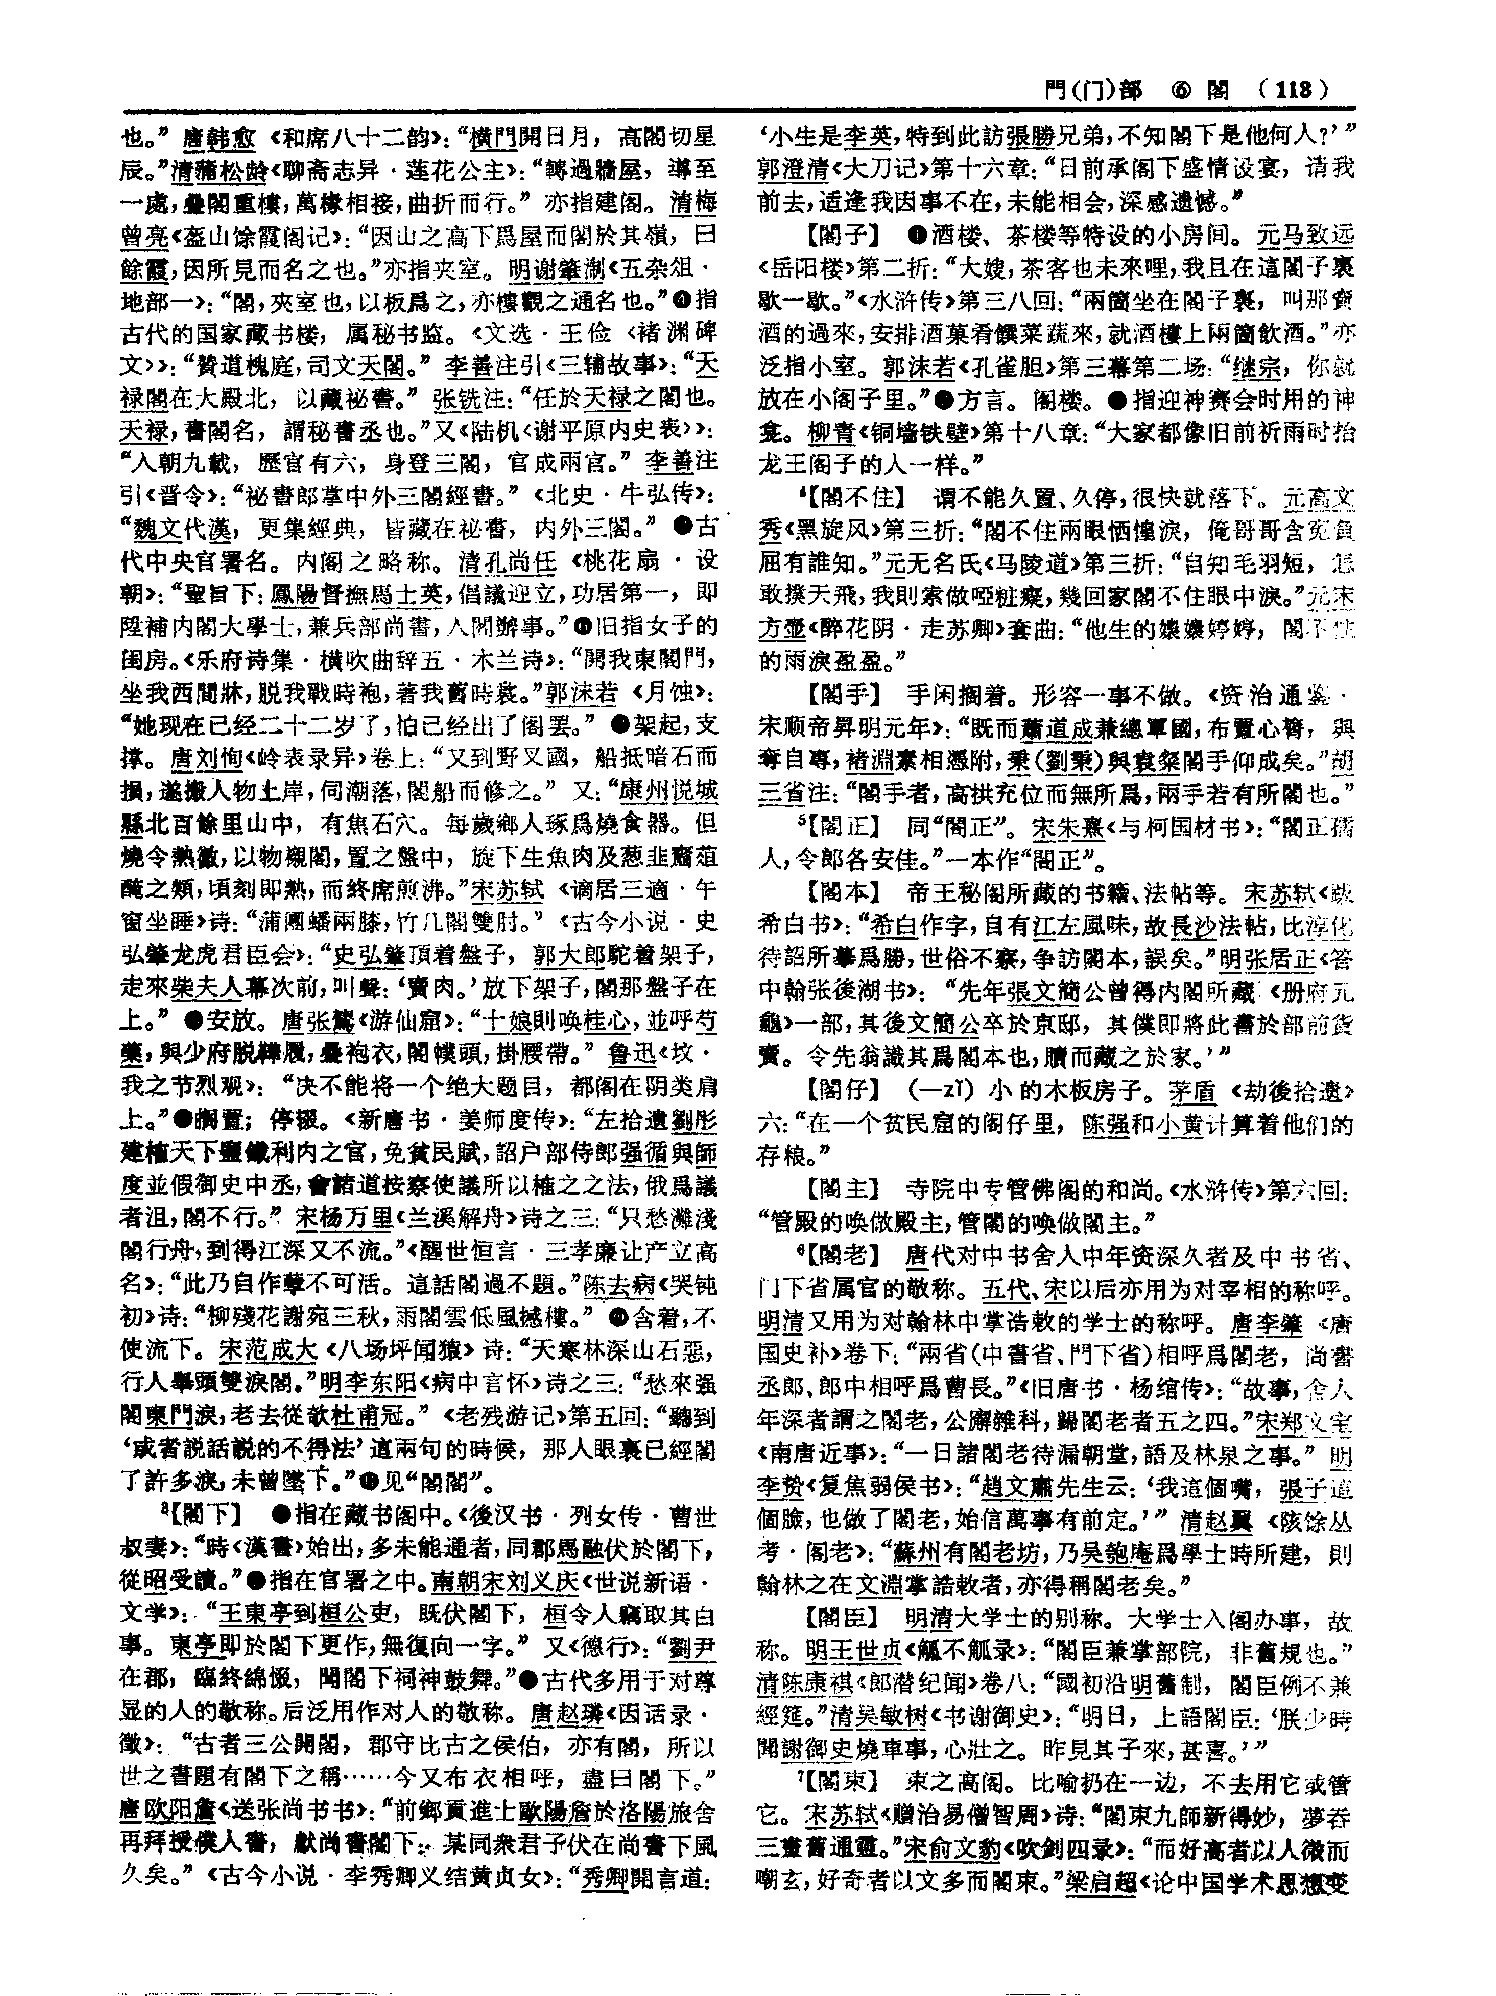 門(门)部 ⑥ 閣 （113）
也。”唐韩愈《和席八十二韵》：“橫門開日月，高閣切星
辰。”清蒲松龄《聊斋志异·莲花公主》：“轉過牆屋，導至
一處，疊閣重樓，萬椽相接，曲折而行。”亦指建阁。清梅
曾亮《盋山馀霞阁记》：“因山之高下爲屋而閣於其嶺，曰
餘霞，因所見而名之也。”亦指夹室。明谢肇淛《五杂俎·
地部一》：“閣，夾室也，以板爲之，亦樓觀之通名也。”指
古代的国家藏书楼，属秘书监。《文选·王俭〈褚渊碑
文〉》：“贊道槐庭，司文天閣。”李善注引《三辅故事》：“天
禄閣在大殿北，以藏祕書。”张铣注：“任於天禄之閣也。
天禄，書閣名，謂秘書丞也。”又《陆机〈谢平原内史表〉》：
“入朝九載，歷官有六，身登三閣，官成兩宫。”李善注
引《晋令》：“祕書郎掌中外三閣經書。”《北史·牛弘传》：
“魏文代漢，更集經典，皆藏在祕書，内外三閣。”古
代中央官署名。内阁之略称。清孔尚任《桃花扇·设
朝》：“聖旨下：鳳陽督撫馬士英，倡議迎立，功居第一，即
陞補内閣大學士，兼兵部尚書，入閣辦事。”旧指女子的
闺房。《乐府诗集·横吹曲辞五·木兰诗》：“開我東閣門，
坐我西間牀，脱我戰時袍，著我舊時裳。”郭沫若《月蚀》：
“她现在已经二十二岁了，怕已经出了阁罢。”架起，支
撑。唐刘恂《岭表录异》卷上：“又到野叉國，船抵暗石而
損，遂搬人物上岸，伺潮落，閣船而修之。”又：“康州悦城
縣北百餘里山中，有焦石穴。每歲鄉人琢爲燒食器。但
燒令熱徹，以物襯閣，置之盤中，旋下生魚肉及葱韭齏菹
醃之類，頃刻即熟，而終席煎沸。”宋苏轼《谪居三適·午
窗坐睡》诗：“蒲團蟠兩膝，竹几閣雙肘。”《古今小说·史
弘肇龙虎君臣会》：“史弘肇頂着盤子，郭大郎駝着架子，
走來柴夫人幕次前，叫聲：‘賣肉。’放下架子，閣那盤子在
上。”安放。唐张鷟《游仙窟》：“十娘則唤桂心，並呼芍
藥，與少府脱鞾履，疊袍衣，閣幞頭，掛腰帶。”鲁迅《坟·
我之节烈观》：“决不能将一个绝大题目，都阁在阴类肩
上。”搁置；停辍。《新唐书·姜师度传》：“左拾遺劉彤
建榷天下鹽鐵利内之官，免貧民賦，詔户部侍郎强循與師
度並假御史中丞，會諸道按察使議所以榷之之法，俄爲議
者沮，閣不行。”宋杨万里《兰溪解舟》诗之三：“只愁灘淺
閣行舟，到得江深又不流。”《醒世恒言·三孝廉让产立高
名》：“此乃自作孽不可活。這話閣過不題。”陈去病《哭钝
初》诗：“柳殘花謝宛三秋，雨閣雲低風撼樓。”含着，不
使流下。宋范成大《八场坪闻猿》诗：“天寒林深山石惡，
行人舉頭雙淚閣。”明李东阳《病中言怀》诗之三：“愁來强
閣東門淚，老去從欹杜甫冠。”《老残游记》第五回：“聽到
‘或者説話説的不得法’這兩句的時候，那人眼裏已經閣
了許多淚，未曾墜下。”见“閣閣”。
³【閣下】 指在藏书阁中。《後汉书·列女传·曹世
叔妻》：“時《漢書》始出，多未能通者，同郡馬融伏於閣下，
從昭受讀。”指在官署之中。南朝宋刘义庆《世说新语·
文学》：“王東亭到桓公吏，既伏閣下，桓令人竊取其白
事。東亭即於閣下更作，無復向一字。”又《德行》：“劉尹
在郡，臨終綿惙，聞閣下祠神鼓舞。”古代多用于对尊
显的人的敬称。后泛用作对人的敬称。唐赵璘《因话录·
徵》：“古者三公開閣，郡守比古之侯伯，亦有閣，所以
世之書題有閣下之稱……今又布衣相呼，盡曰閣下。”
唐欧阳詹《送张尚书书》：“前鄉貢進士歐陽詹於洛陽旅舍
再拜授僕人書，獻尚書閣下：某同衆君子伏在尚書下風
久矣。”《古今小说·李秀卿义结黄贞女》：“秀卿開言道：
‘小生是李英，特到此訪張勝兄弟，不知閣下是他何人？’”
郭澄清《大刀记》第十六章：“日前承阁下盛情设宴，请我
前去，适逢我因事不在，未能相会，深感遗憾。”
【閣子】 ❶酒楼、茶楼等特设的小房间。元马致远
《岳阳楼》第二折：“大嫂，茶客也未來哩，我且在這閣子裏
歇一歇。”《水浒传》第三八回：“兩箇坐在閣子裏，叫那賣
酒的過來，安排酒菓肴饌菜蔬來，就酒樓上兩箇飲酒。”亦
泛指小室。郭沫若《孔雀胆》第三幕第二场：“继宗，你就
放在小阁子里。”方言。阁楼。指迎神赛会时用的神
龛。柳青《铜墙铁壁》第十八章：“大家都像旧前祈雨时抬
龙王阁子的人一样。”
⁴【閣不住】 谓不能久置、久停，很快就落下。元高文
秀《黑旋风》第三折：“閣不住兩眼恓惶淚，俺哥哥含冤負
屈有誰知。”元无名氏《马陵道》第三折：“自知毛羽短，怎
敢撲天飛，我則索做啞粧癡，幾回家閣不住眼中淚。”元宋
方壶《醉花阴·走苏卿》套曲：“他生的嬝嬝婷婷，閣不住
的雨淚盈盈。”
【閣手】 手闲搁着。形容一事不做。《资治通鉴·
宋顺帝昇明元年》：“既而蕭道成兼總軍國，布置心膂，與
奪自專，褚淵素相憑附，秉（劉秉）與袁粲閣手仰成矣。”胡
三省注：“閣手者，高拱充位而無所爲，兩手若有所閣也。”
⁵【閣正】 同“閤正”。宋朱熹《与柯国材书》：“閣正孺
人，令郎各安佳。”一本作“閤正”。
【閣本】 帝王秘阁所藏的书籍、法帖等。宋苏轼《跋
希白书》：“希白作字，自有江左風味，故長沙法帖，比淳化
待詔所摹爲勝，世俗不察，争訪閣本，誤矣。”明张居正《答
中翰张後湖书》：“先年張文簡公曾得内閣所藏《册府元
龜》一部，其後文簡公卒於京邸，其僕即將此書於部前貨
賣。令先翁識其爲閣本也，贖而藏之於家。’”
【閣仔】 （—zǐ）小的木板房子。茅盾《劫後拾遗》
六：“在一个贫民窟的阁仔里，陈强和小黄计算着他们的
存粮。”
【閣主】 寺院中专管佛阁的和尚。《水浒传》第六回：
“管殿的唤做殿主，管閣的唤做閣主。”
⁶【閣老】 唐代对中书舍人中年资深久者及中书省、
门下省属官的敬称。五代、宋以后亦用为对宰相的称呼。
明清又用为对翰林中掌诰敕的学士的称呼。唐李肇《唐
国史补》卷下：“兩省（中書省、門下省）相呼爲閣老，尚書
丞郎、郎中相呼爲曹長。”《旧唐书·杨绾传》：“故事，舍人
年深者謂之閣老，公廨雜料，歸閣老者五之四。”宋郑文宝
《南唐近事》：“一日諸閣老待漏朝堂，語及林泉之事。”明
李贽《复焦弱侯书》：“趙文肅先生云：‘我這個嘴，張子這
個臉，也做了閣老，始信萬事有前定。’”清赵翼《陔馀丛
考·阁老》：“蘇州有閣老坊，乃吴匏庵爲學士時所建，則
翰林之在文淵掌誥敕者，亦得稱閣老矣。”
【閣臣】 明清大学士的别称。大学士入阁办事，故
称。明王世贞《觚不觚录》：“閣臣兼掌部院，非舊規也。”
清陈康祺《郎潜纪闻》卷八：“國初沿明舊制，閣臣例不兼
經筵。”清吴敏树《书谢御史》：“明日，上語閣臣：‘朕少時
聞謝御史燒車事，心壯之。昨見其子來，甚喜。’”
⁷【閣束】 束之高阁。比喻扔在一边，不去用它或管
它。宋苏轼《赠治易僧智周》诗：“閣束九師新得妙，夢吞
三畫舊通靈。”宋俞文豹《吹剑四录》：“而好高者以人微而
嘲玄，好奇者以文多而閣束。”梁启超《论中国学术思想变